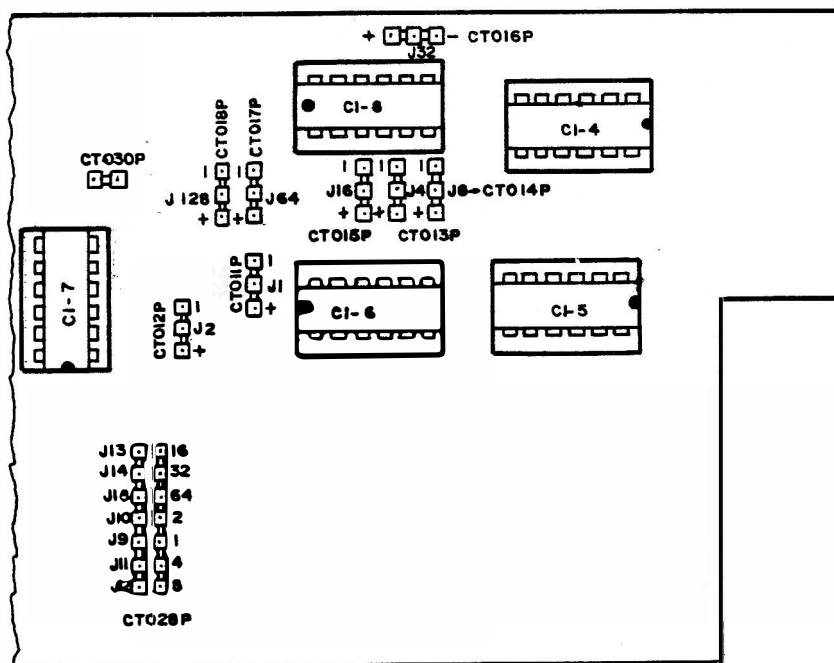 + - CT016P
J32
CI-8
CI-4
CT018P
CT017P
CT030P
1 1
J128 J64
+ +
1 1 1
J16 J4 J8 CT014P
+ + +
CT015P CT013P
CI-7
CT011P
1
J1
+
CI-6
CI-5
CT012P
1
J2
+
J13 16
J14 32
64
J10 2
J9 1
J11 4
8
CT028P